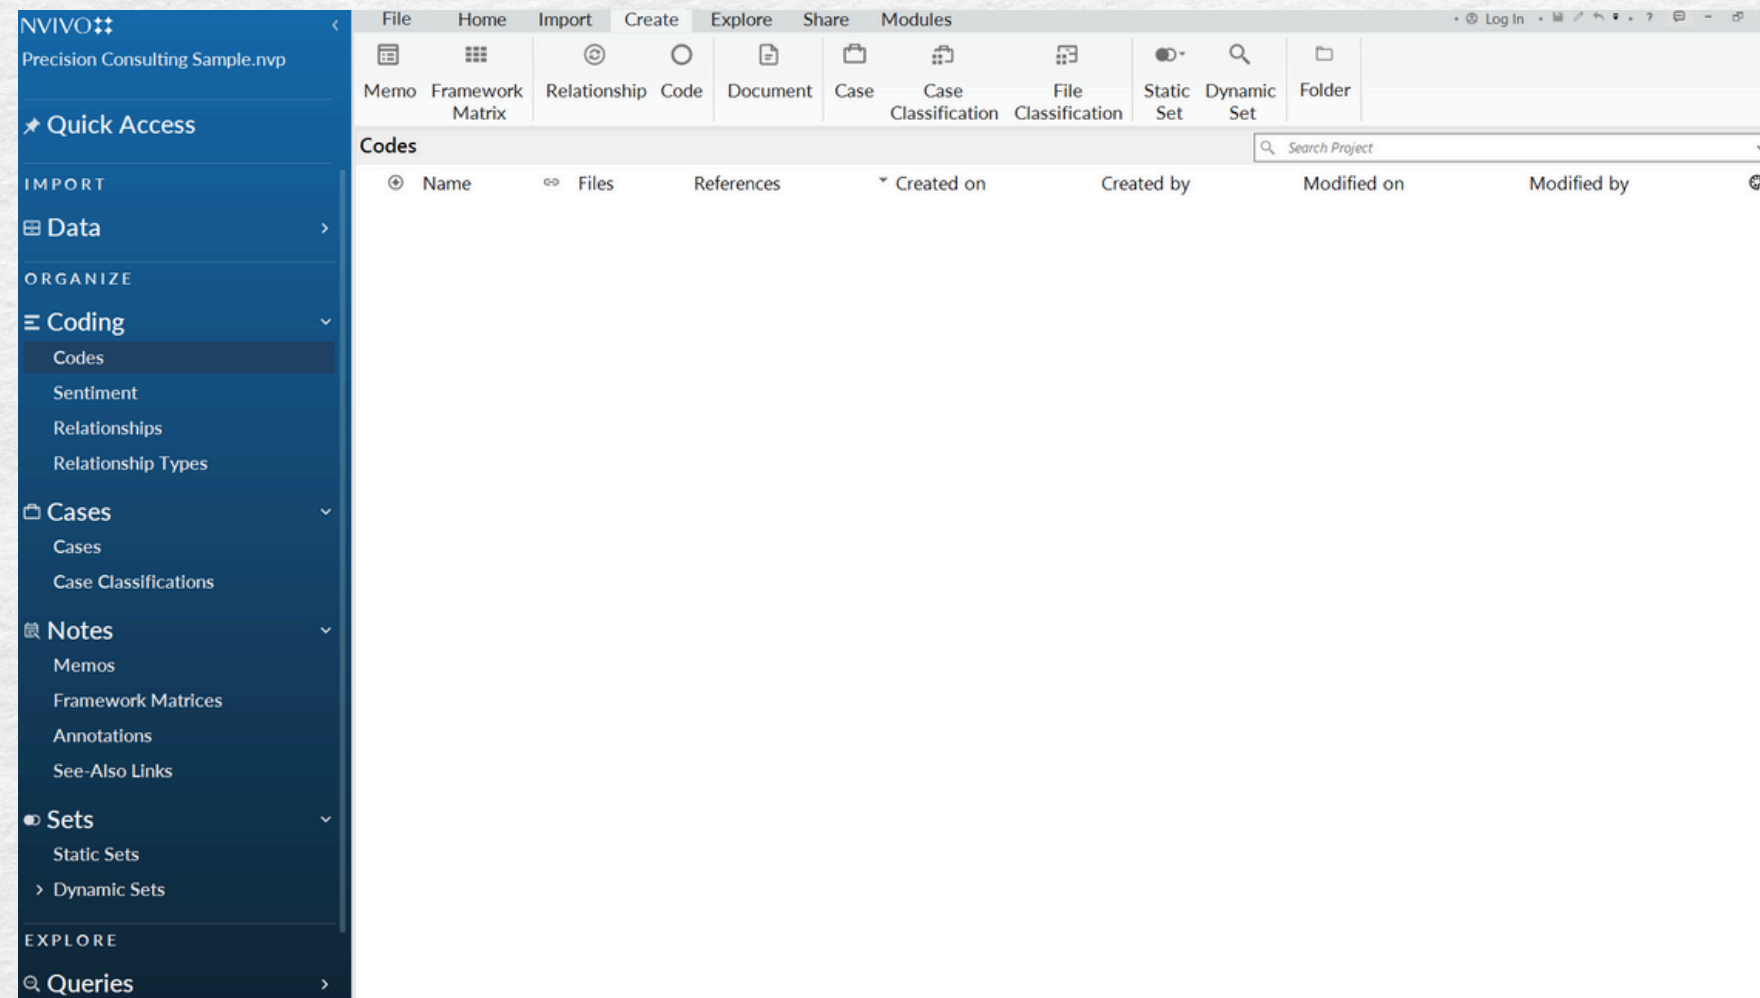 NVIVO
Precision Consulting Sample.nvp
Quick Access
IMPORT
Data
ORGANIZE
Coding
Codes
Sentiment
Relationships
Relationship Types
Cases
Cases
Case Classifications
Notes
Memos
Framework Matrices
Annotations
See-Also Links
Sets
Static Sets
Dynamic Sets
EXPLORE
Queries
File Home Import Create Explore Share Modules
Log In ?
Memo Framework Relationship Code Document Case Case File Static Dynamic Folder
Matrix Classification Classification Set Set
Codes
Search Project
Name Files References Created on Created by Modified on Modified by